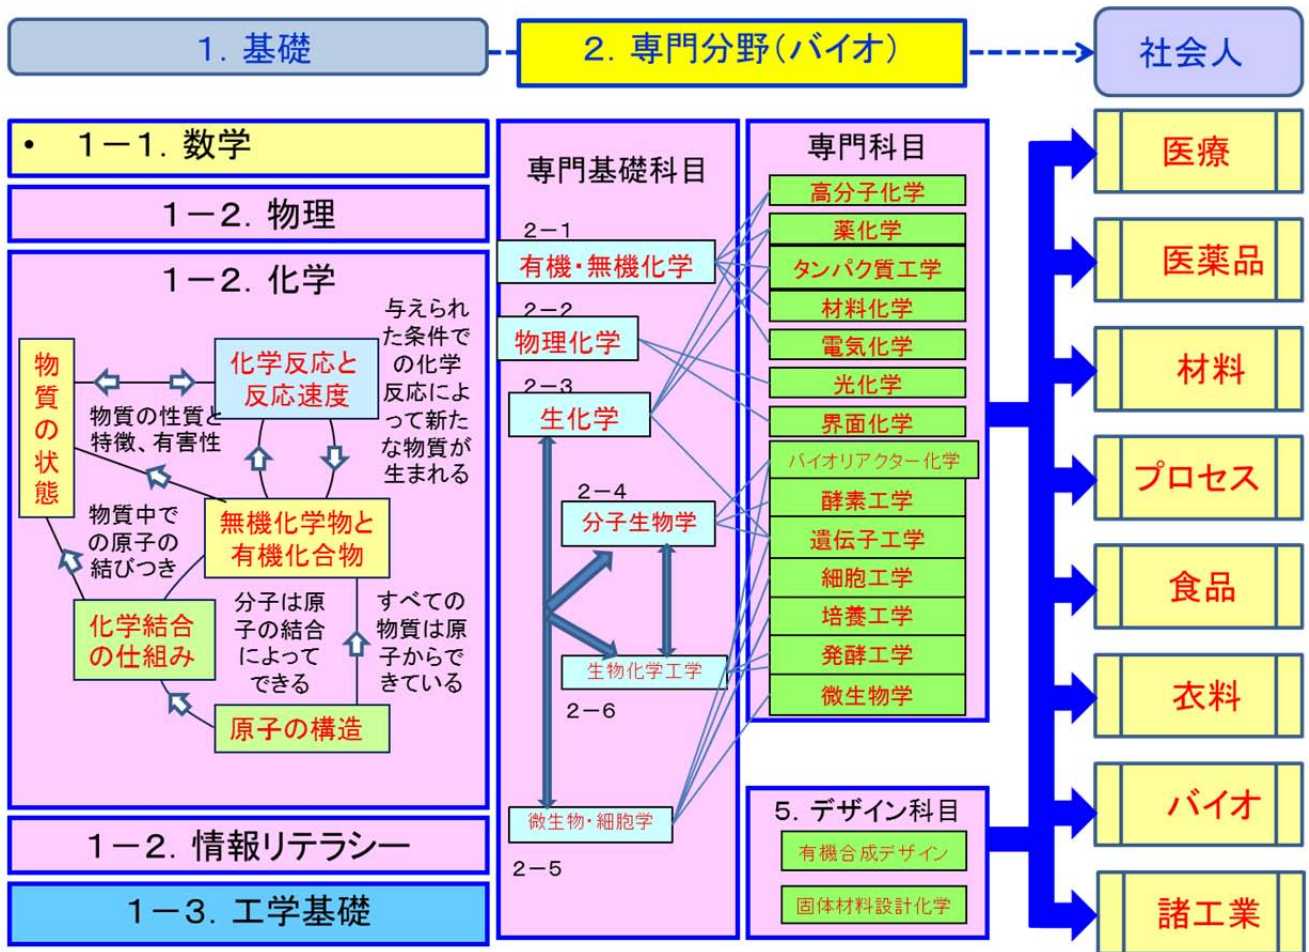 1. 基礎
2. 専門分野(バイオ)
社会人
• 1－1. 数学
1－2. 物理
1－2. 化学
物質の状態
化学反応と
反応速度
与えられ
た条件で
の化学
反応によ
って新た
な物質が
生まれる
物質の性質と
特徴、有害性
無機化学物と
有機化合物
物質中で
の原子の
結びつき
化学結合
の仕組み
分子は原
子の結合
によって
できる
すべての
物質は原
子からで
きている
原子の構造
1－2. 情報リテラシー
1－3. 工学基礎
専門基礎科目
2－1
有機・無機化学
2－2
物理化学
2－3
生化学
2－4
分子生物学
生物化学工学
2－6
微生物・細胞学
2－5
専門科目
高分子化学
薬化学
タンパク質工学
材料化学
電気化学
光化学
界面化学
バイオリアクター化学
酵素工学
遺伝子工学
細胞工学
培養工学
発酵工学
微生物学
5. デザイン科目
有機合成デザイン
固体材料設計化学
医療
医薬品
材料
プロセス
食品
衣料
バイオ
諸工業